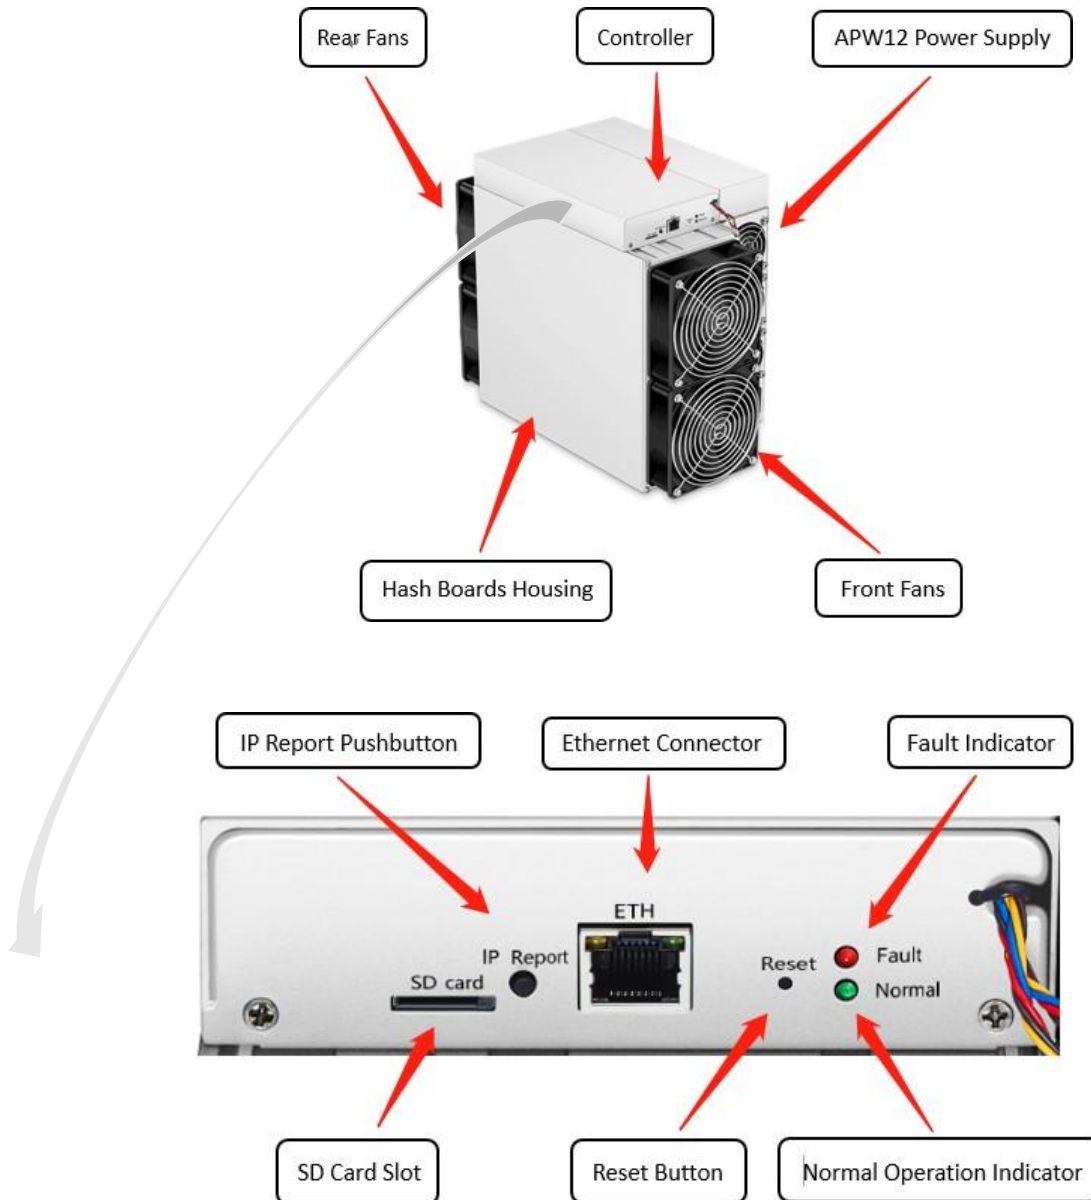 Rear Fans
Controller
APW12 Power Supply
Hash Boards Housing
Front Fans
IP Report Pushbutton
Ethernet Connector
Fault Indicator
ETH
IP Report
SD card
Reset
Fault
Normal
SD Card Slot
Reset Button
Normal Operation Indicator